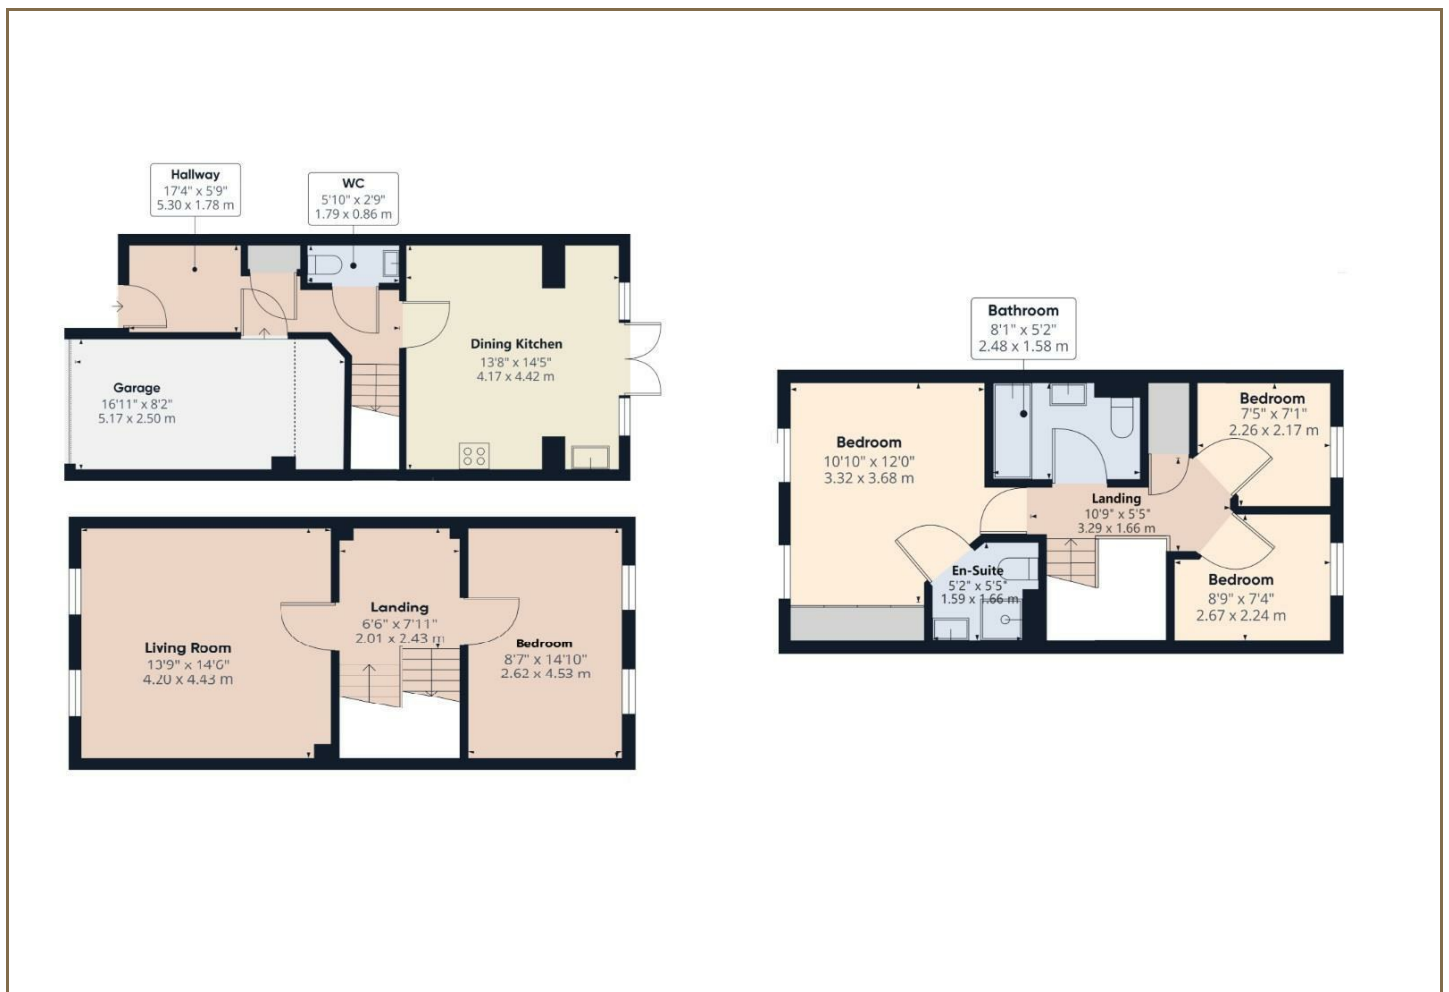 Hallway
17'4" x 5'9"
5.30 x 1.78 m
WC
5'10" x 2'9"
1.79 x 0.86 m
Dining Kitchen
13'8" x 14'5"
4.17 x 4.42 m
Garage
16'11" x 8'2"
5.17 x 2.50 m
Living Room
13'9" x 14'6"
4.20 x 4.43 m
Landing
6'6" x 7'11"
2.01 x 2.43 m
Bedroom
8'7" x 14'10"
2.62 x 4.53 m
Bathroom
8'1" x 5'2"
2.48 x 1.58 m
Bedroom
10'10" x 12'0"
3.32 x 3.68 m
Bedroom
7'5" x 7'1"
2.26 x 2.17 m
Landing
10'9" x 5'5"
3.29 x 1.66 m
En-Suite
5'2" x 5'5"
1.59 x 1.66 m
Bedroom
8'9" x 7'4"
2.67 x 2.24 m